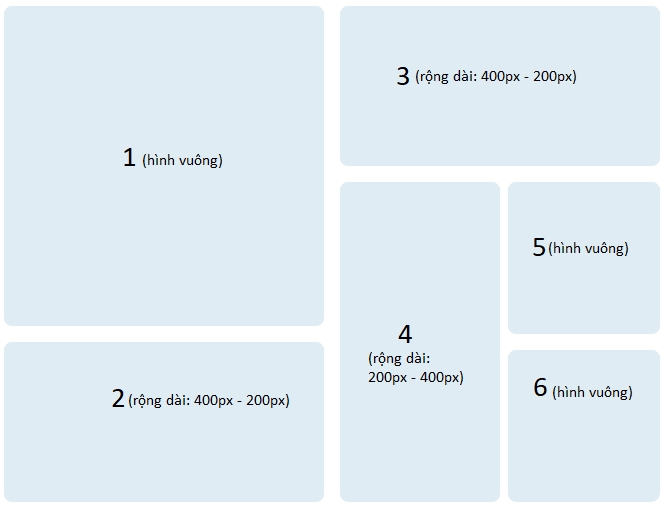 1 (hình vuông)
2 (rộng dài: 400px - 200px)
3 (rộng dài: 400px - 200px)
4
(rộng dài:
200px - 400px)
5 (hình vuông)
6 (hình vuông)